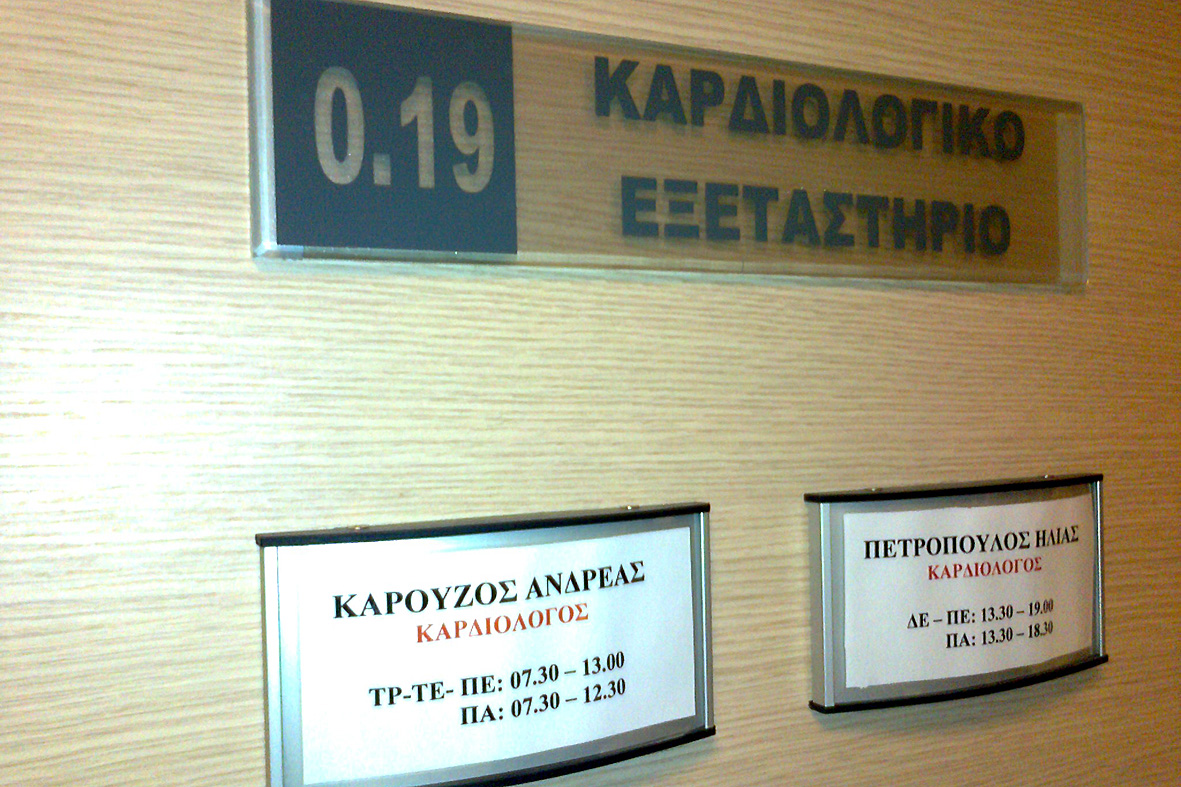 0.19
ΚΑΡΔΙΟΛΟΓΙΚΟ
ΕΞΕΤΑΣΤΗΡΙΟ
ΚΑΡΟΥΖΟΣ ΑΝΔΡΕΑΣ
ΚΑΡΔΙΟΛΟΓΟΣ
ΤΡ-ΤΕ- ΠΕ: 07.30 – 13.00
ΠΑ: 07.30 – 12.30
ΠΕΤΡΟΠΟΥΛΟΣ ΗΛΙΑΣ
ΚΑΡΔΙΟΛΟΓΟΣ
ΔΕ – ΠΕ: 13.30 – 19.00
ΠΑ: 13.30 – 18.30